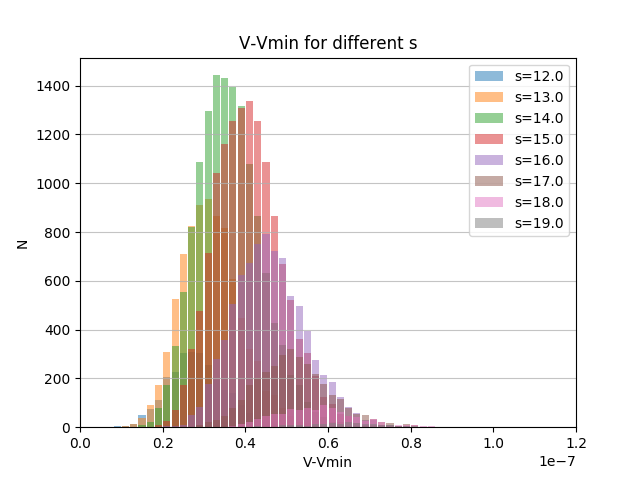 V-Vmin for different s
1400
1200
1000
800
600
400
200
0
N
0.0 0.2 0.4 0.6 0.8 1.0 1.2
1e−7
V-Vmin
s=12.0
s=13.0
s=14.0
s=15.0
s=16.0
s=17.0
s=18.0
s=19.0